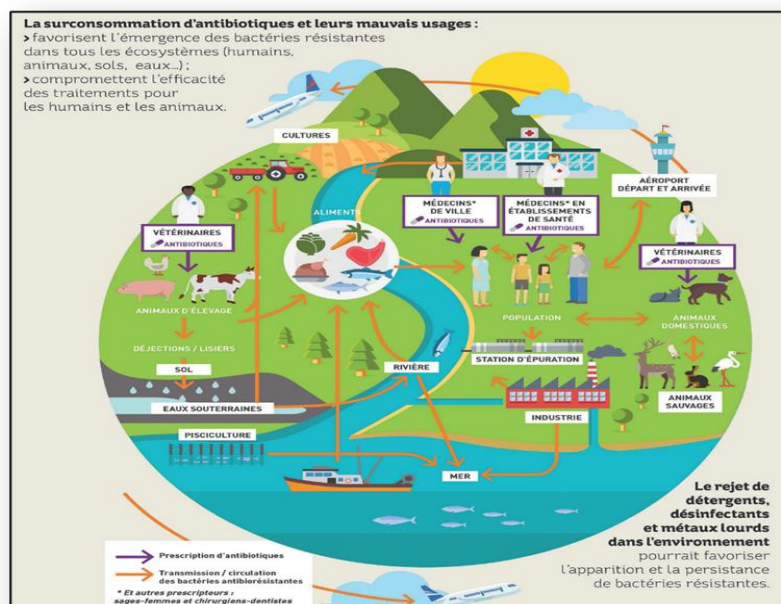 La surconsommation d'antibiotiques et leurs mauvais usages :
> favorisent l'émergence des bactéries résistantes
dans tous les écosystèmes (humains,
animaux, sols, eaux...) ;
> compromettent l'efficacité
des traitements pour
les humains et les animaux.
CULTURES
AÉROPORT
DÉPART ET ARRIVÉE
MÉDECINS*
DE VILLE
ANTIBIOTIQUES
MÉDECINS* EN
ÉTABLISSEMENTS
DE SANTÉ
ANTIBIOTIQUES
ALIMENTS
VÉTÉRINAIRES
ANTIBIOTIQUES
VÉTÉRINAIRES
ANTIBIOTIQUES
ANIMAUX D'ÉLEVAGE
POPULATION
ANIMAUX
DOMESTIQUES
DÉJECTIONS / LISIERS
STATION D'ÉPURATION
SOL
RIVIÈRE
ANIMAUX
SAUVAGES
EAUX SOUTERRAINES
INDUSTRIE
PISCICULTURE
MER
Le rejet de
détergents,
désinfectants
et métaux lourds
dans l'environnement
pourrait favoriser
l'apparition et la persistance
de bactéries résistantes.
Prescription d'antibiotiques
Transmission / circulation
des bactéries antibiorésistantes
* Et autres prescripteurs :
sages-femmes et chirurgiens-dentistes